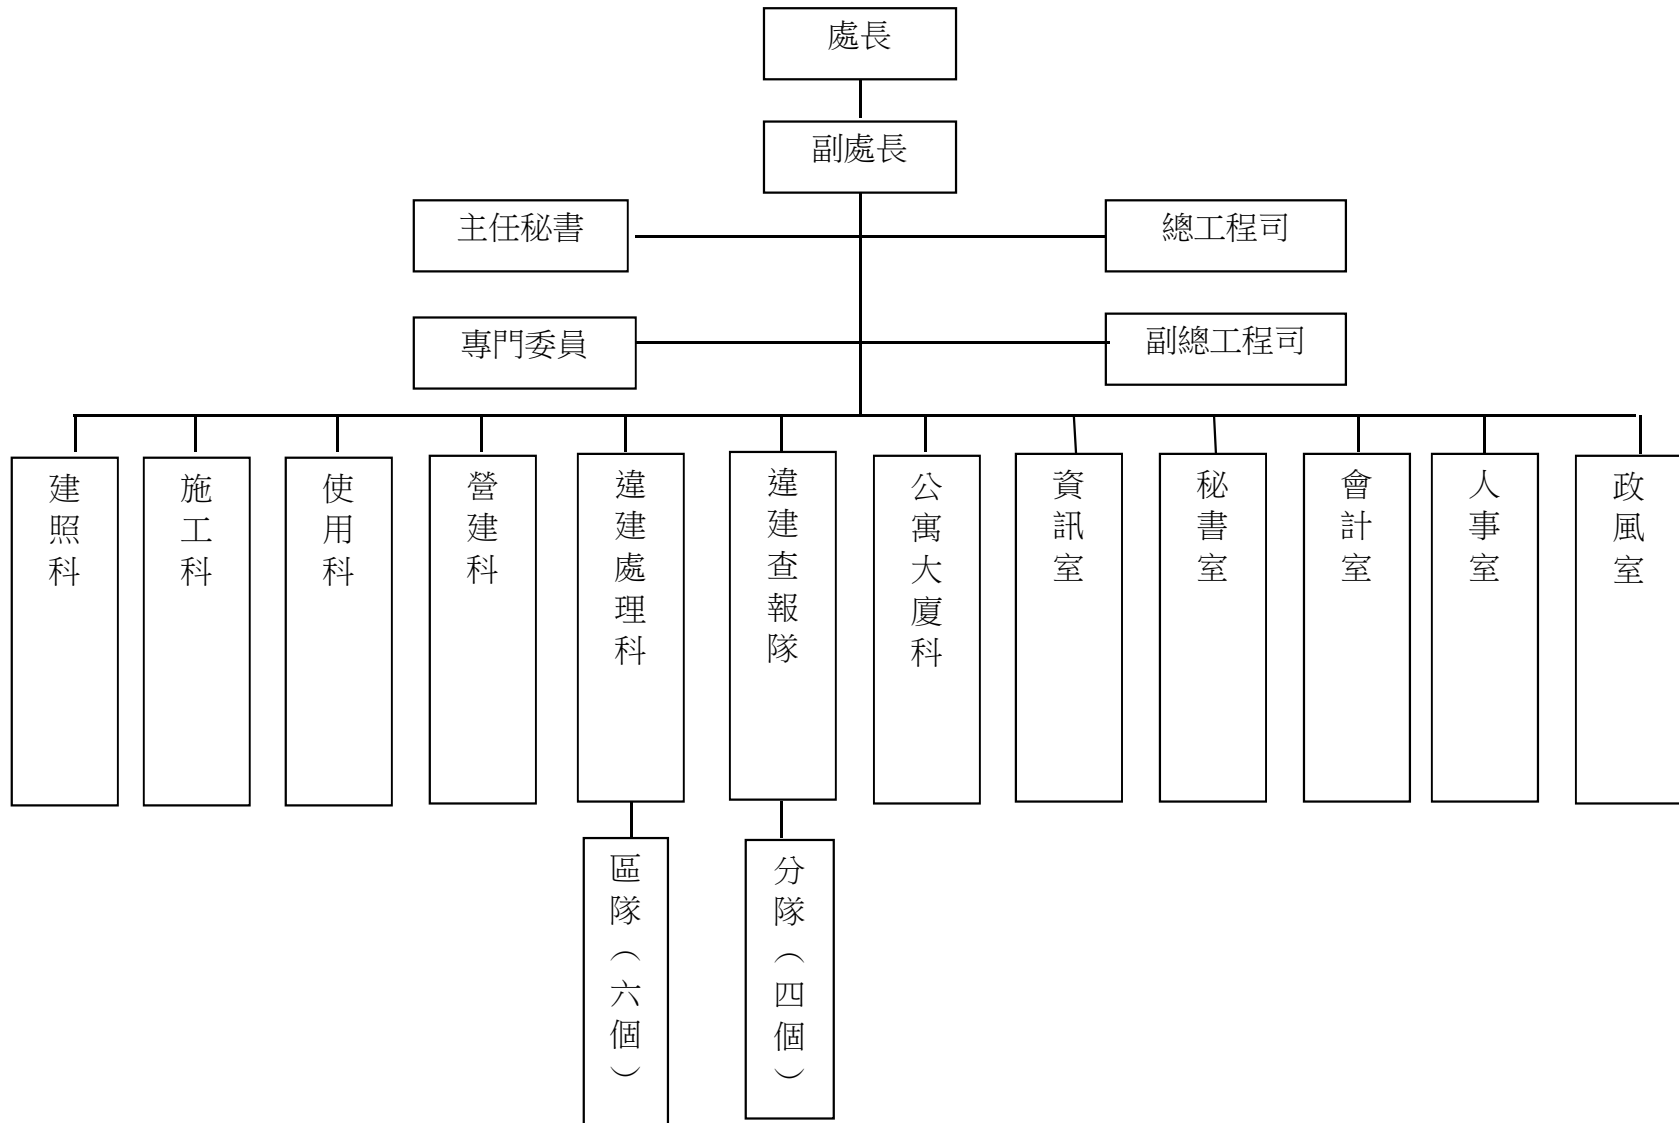 處長
副處長
主任秘書
總工程司
專門委員
副總工程司
建照科
施工科
使用科
營建科
違建處理科
違建查報隊
公寓大廈科
資訊室
秘書室
會計室
人事室
政風室
區隊（六個）
分隊（四個）